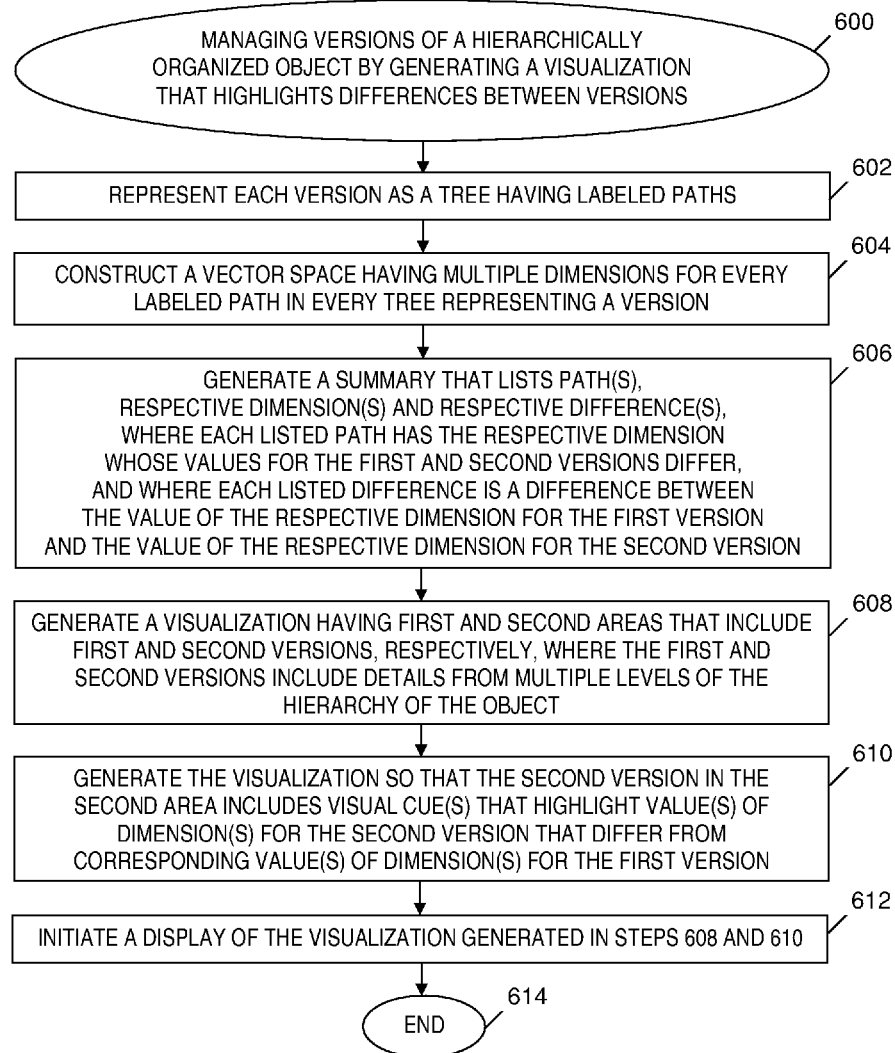 600
MANAGING VERSIONS OF A HIERARCHICALLY
ORGANIZED OBJECT BY GENERATING A VISUALIZATION
THAT HIGHLIGHTS DIFFERENCES BETWEEN VERSIONS
602
REPRESENT EACH VERSION AS A TREE HAVING LABELED PATHS
604
CONSTRUCT A VECTOR SPACE HAVING MULTIPLE DIMENSIONS FOR EVERY
LABELED PATH IN EVERY TREE REPRESENTING A VERSION
606
GENERATE A SUMMARY THAT LISTS PATH(S),
RESPECTIVE DIMENSION(S) AND RESPECTIVE DIFFERENCE(S),
WHERE EACH LISTED PATH HAS THE RESPECTIVE DIMENSION
WHOSE VALUES FOR THE FIRST AND SECOND VERSIONS DIFFER,
AND WHERE EACH LISTED DIFFERENCE IS A DIFFERENCE BETWEEN
THE VALUE OF THE RESPECTIVE DIMENSION FOR THE FIRST VERSION
AND THE VALUE OF THE RESPECTIVE DIMENSION FOR THE SECOND VERSION
608
GENERATE A VISUALIZATION HAVING FIRST AND SECOND AREAS THAT INCLUDE
FIRST AND SECOND VERSIONS, RESPECTIVELY, WHERE THE FIRST AND
SECOND VERSIONS INCLUDE DETAILS FROM MULTIPLE LEVELS OF THE
HIERARCHY OF THE OBJECT
610
GENERATE THE VISUALIZATION SO THAT THE SECOND VERSION IN THE
SECOND AREA INCLUDES VISUAL CUE(S) THAT HIGHLIGHT VALUE(S) OF
DIMENSION(S) FOR THE SECOND VERSION THAT DIFFER FROM
CORRESPONDING VALUE(S) OF DIMENSION(S) FOR THE FIRST VERSION
612
INITIATE A DISPLAY OF THE VISUALIZATION GENERATED IN STEPS 608 AND 610
614
END